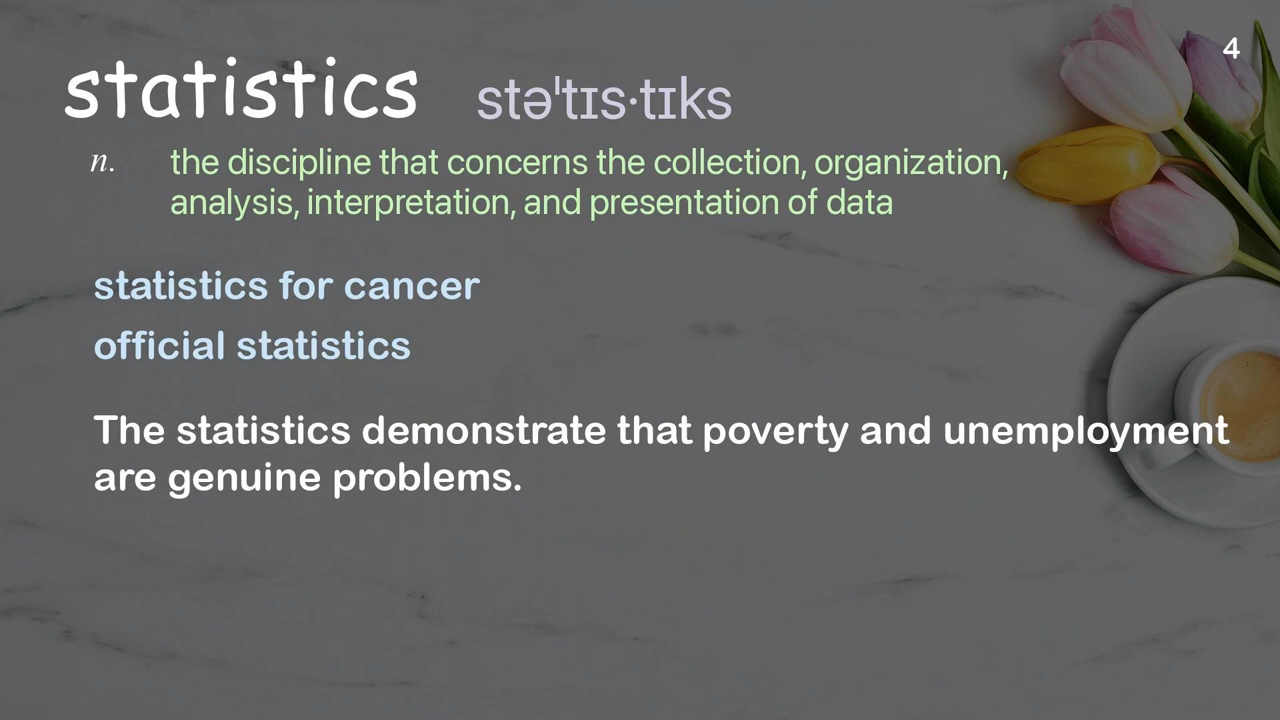 4
statistics stəˈtɪs·tɪks
n. the discipline that concerns the collection, organization,
analysis, interpretation, and presentation of data
statistics for cancer
official statistics
The statistics demonstrate that poverty and unemployment
are genuine problems.